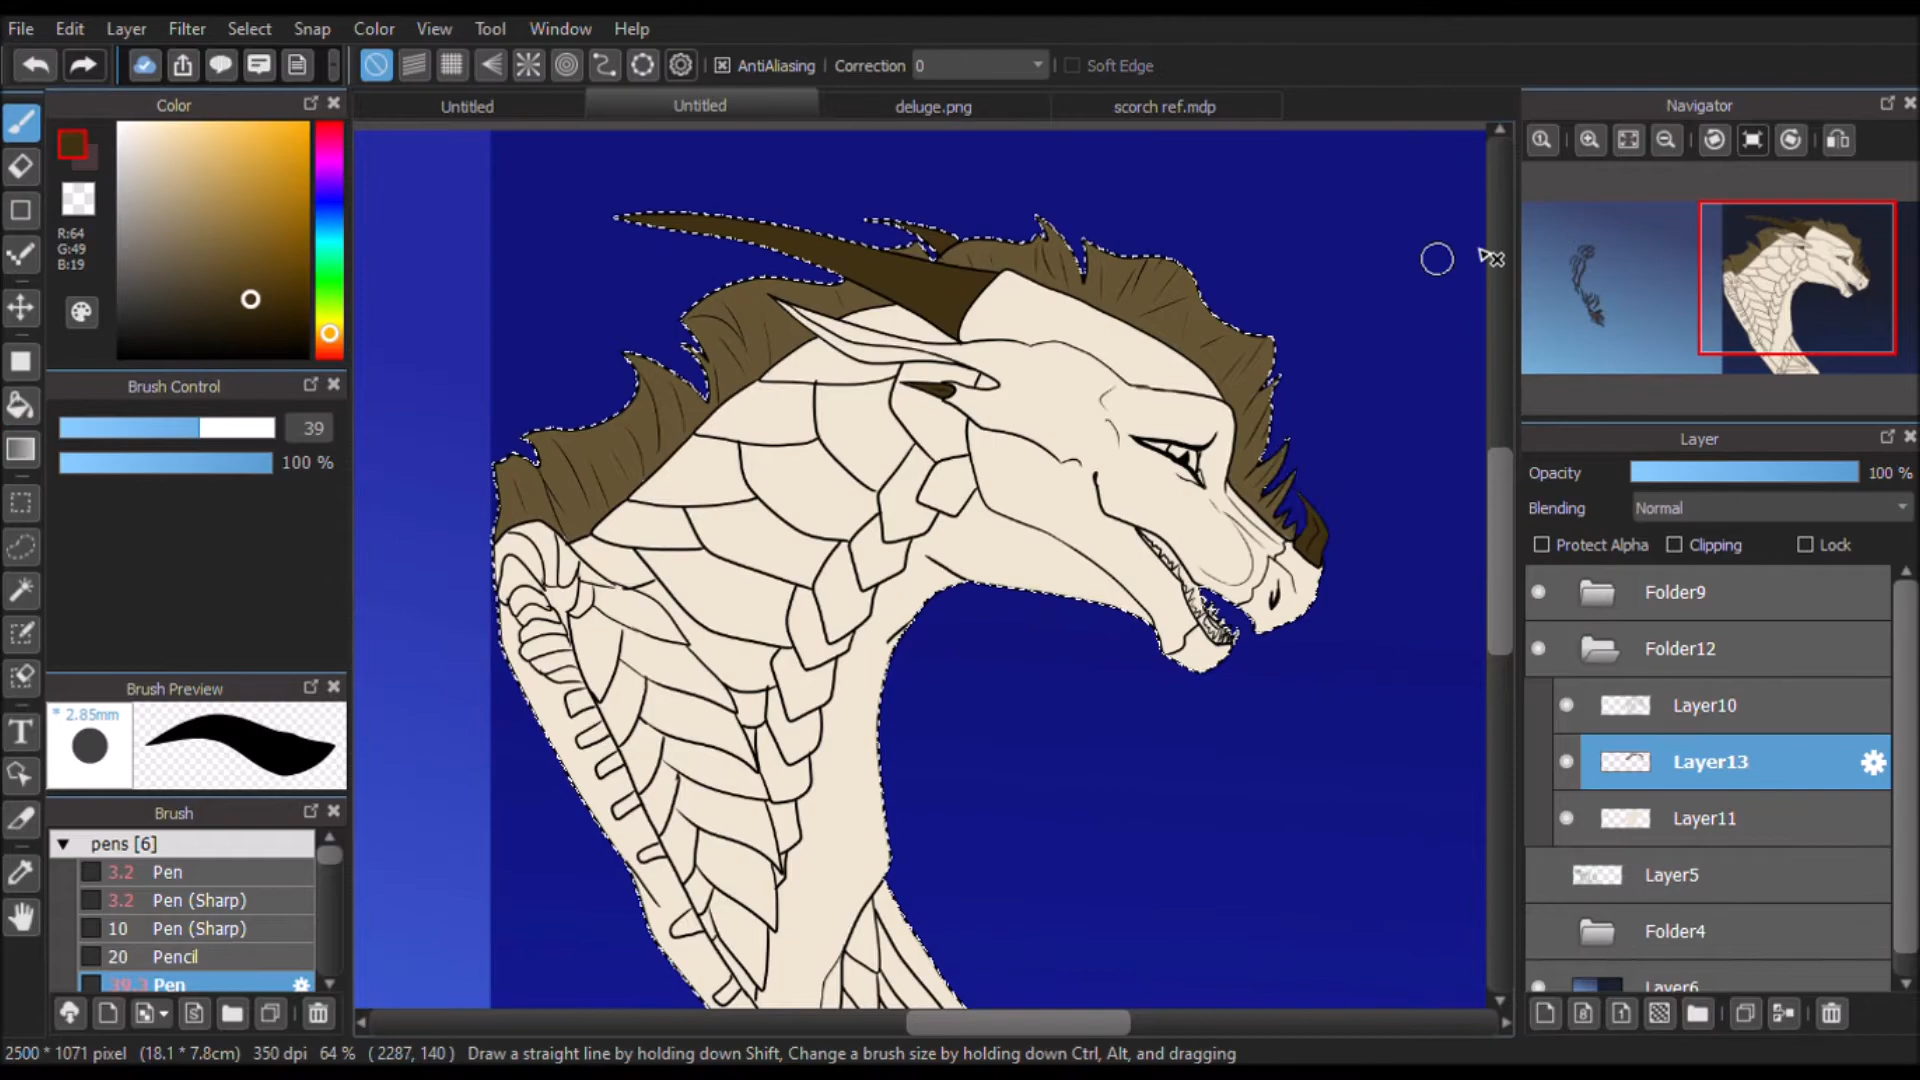 File Edit Layer Filter Select Snap Color View Tool Window Help
AntiAliasing Correction 0 Soft Edge
Color
Untitled Untitled deluge.png scorch ref.mdp
Navigator
R:64
G:49
B:19
Brush Control
39
100 %
Brush Preview
* 2.85mm
Brush
pens [6]
3.2 Pen
3.2 Pen (Sharp)
10 Pen (Sharp)
20 Pencil
39.3 Pen
T
Layer
Opacity 100 %
Blending Normal
Protect Alpha Clipping Lock
Folder9
Folder12
Layer10
Layer13
Layer11
Layer5
Folder4
Layer6
2500 * 1071 pixel (18.1 * 7.8cm) 350 dpi 64 % ( 2287, 140 ) Draw a straight line by holding down Shift, Change a brush size by holding down Ctrl, Alt, and dragging